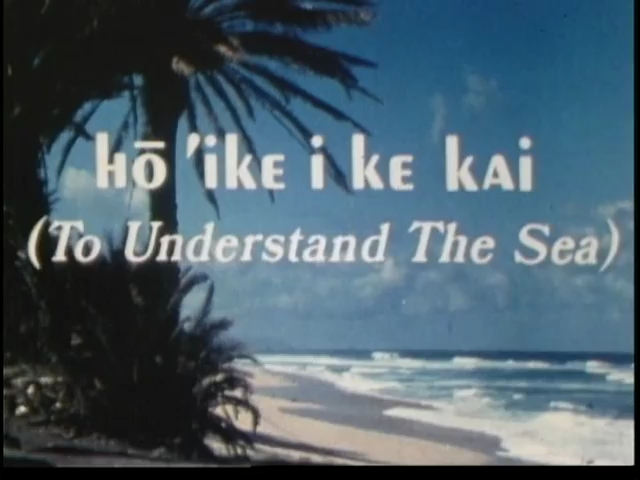 hō 'ike i ke kai
(To Understand The Sea)